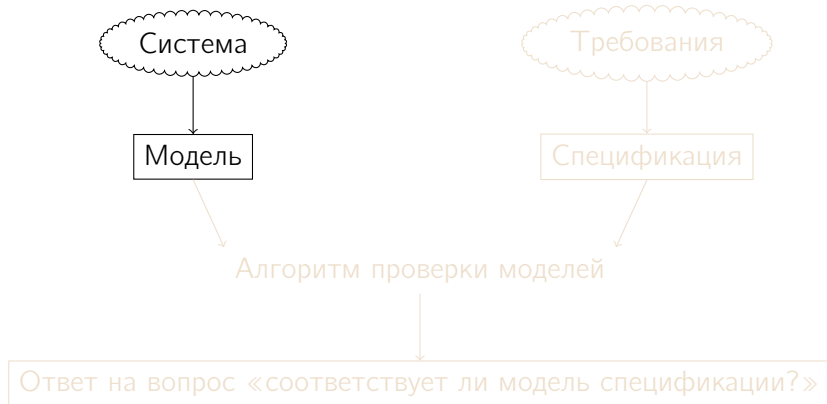 Система
Требования
Модель
Спецификация
Алгоритм проверки моделей
Ответ на вопрос «соответствует ли модель спецификации?»